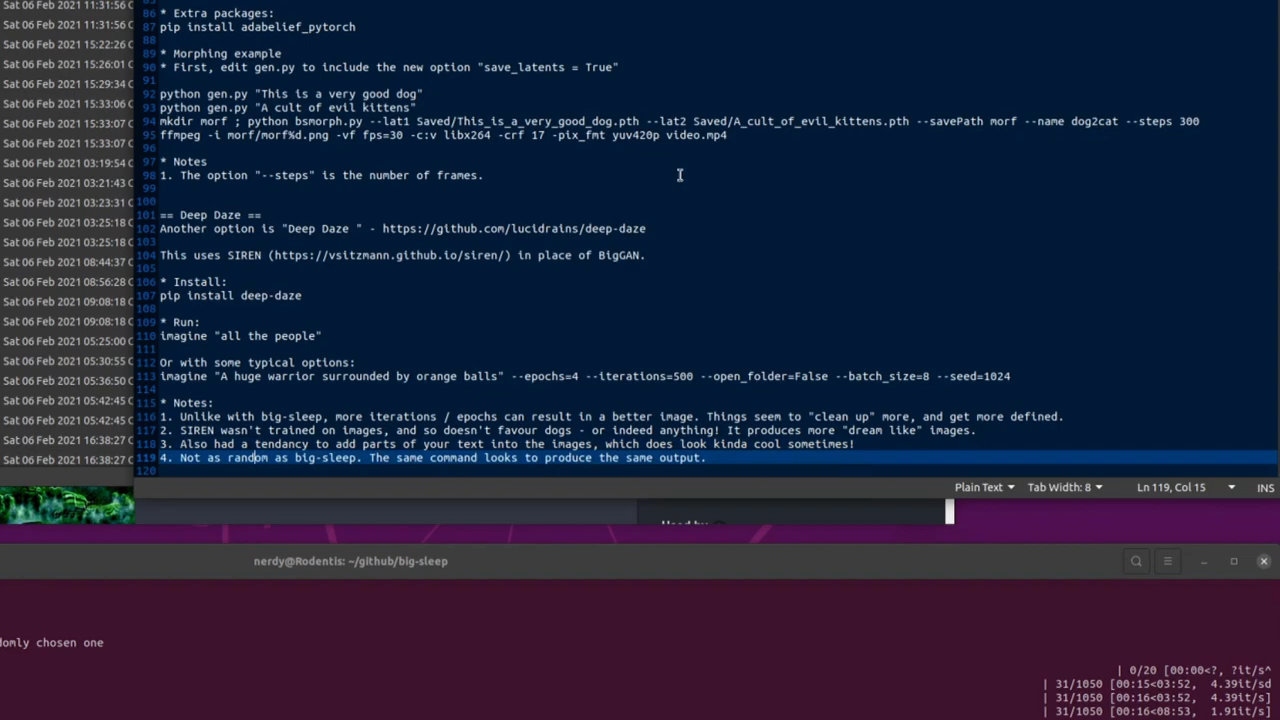 Sat 06 Feb 2021 11:31:56
Sat 06 Feb 2021 11:31:56
Sat 06 Feb 2021 15:22:26 C
Sat 06 Feb 2021 15:26:01 C
Sat 06 Feb 2021 15:29:34 C
Sat 06 Feb 2021 15:33:06 C
Sat 06 Feb 2021 15:33:07 C
Sat 06 Feb 2021 15:33:07 C
Sat 06 Feb 2021 03:19:54 C
Sat 06 Feb 2021 03:21:43 C
Sat 06 Feb 2021 03:23:31 C
Sat 06 Feb 2021 03:25:18 C
Sat 06 Feb 2021 03:25:18 C
Sat 06 Feb 2021 08:44:37 C
Sat 06 Feb 2021 08:56:28 C
Sat 06 Feb 2021 09:08:18 C
Sat 06 Feb 2021 09:08:18 C
Sat 06 Feb 2021 05:25:00 C
Sat 06 Feb 2021 05:30:55 C
Sat 06 Feb 2021 05:36:50 C
Sat 06 Feb 2021 05:42:45 C
Sat 06 Feb 2021 05:42:45 C
Sat 06 Feb 2021 16:38:27 C
Sat 06 Feb 2021 16:38:27 C
86 * Extra packages:
87 pip install adabelief_pytorch
88
89 * Morphing example
90 * First, edit gen.py to include the new option "save_latents = True"
91
92 python gen.py "This is a very good dog"
93 python gen.py "A cult of evil kittens"
94 mkdir morf ; python bsmorph.py --lat1 Saved/This_is_a_very_good_dog.pth --lat2 Saved/A_cult_of_evil_kittens.pth --savePath morf --name dog2cat --steps 300
95 ffmpeg -i morf/morf%d.png -vf fps=30 -c:v libx264 -crf 17 -pix_fmt yuv420p video.mp4
96
97 * Notes
98 1. The option "--steps" is the number of frames.
99
100
101 == Deep Daze ==
102 Another option is "Deep Daze " - https://github.com/lucidrains/deep-daze
103
104 This uses SIREN (https://vsitzmann.github.io/siren/) in place of BigGAN.
105
106 * Install:
107 pip install deep-daze
108
109 * Run:
110 imagine "all the people"
111
112 Or with some typical options:
113 imagine "A huge warrior surrounded by orange balls" --epochs=4 --iterations=500 --open_folder=False --batch_size=8 --seed=1024
114
115 * Notes:
116 1. Unlike with big-sleep, more iterations / epochs can result in a better image. Things seem to "clean up" more, and get more defined.
117 2. SIREN wasn't trained on images, and so doesn't favour dogs - or indeed anything! It produces more "dream like" images.
118 3. Also had a tendancy to add parts of your text into the images, which does look kinda cool sometimes!
119 4. Not as random as big-sleep. The same command looks to produce the same output.
120
Plain Text Tab Width: 8 Ln 119, Col 15 INS
nerdy@Rodentis: ~/github/big-sleep
domly chosen one
| 0/20 [00:00<?, ?it/s^
| 31/1050 [00:15<03:52, 4.39it/sd
| 31/1050 [00:16<03:52, 4.39it/s]
| 31/1050 [00:16<08:53, 1.91it/s]